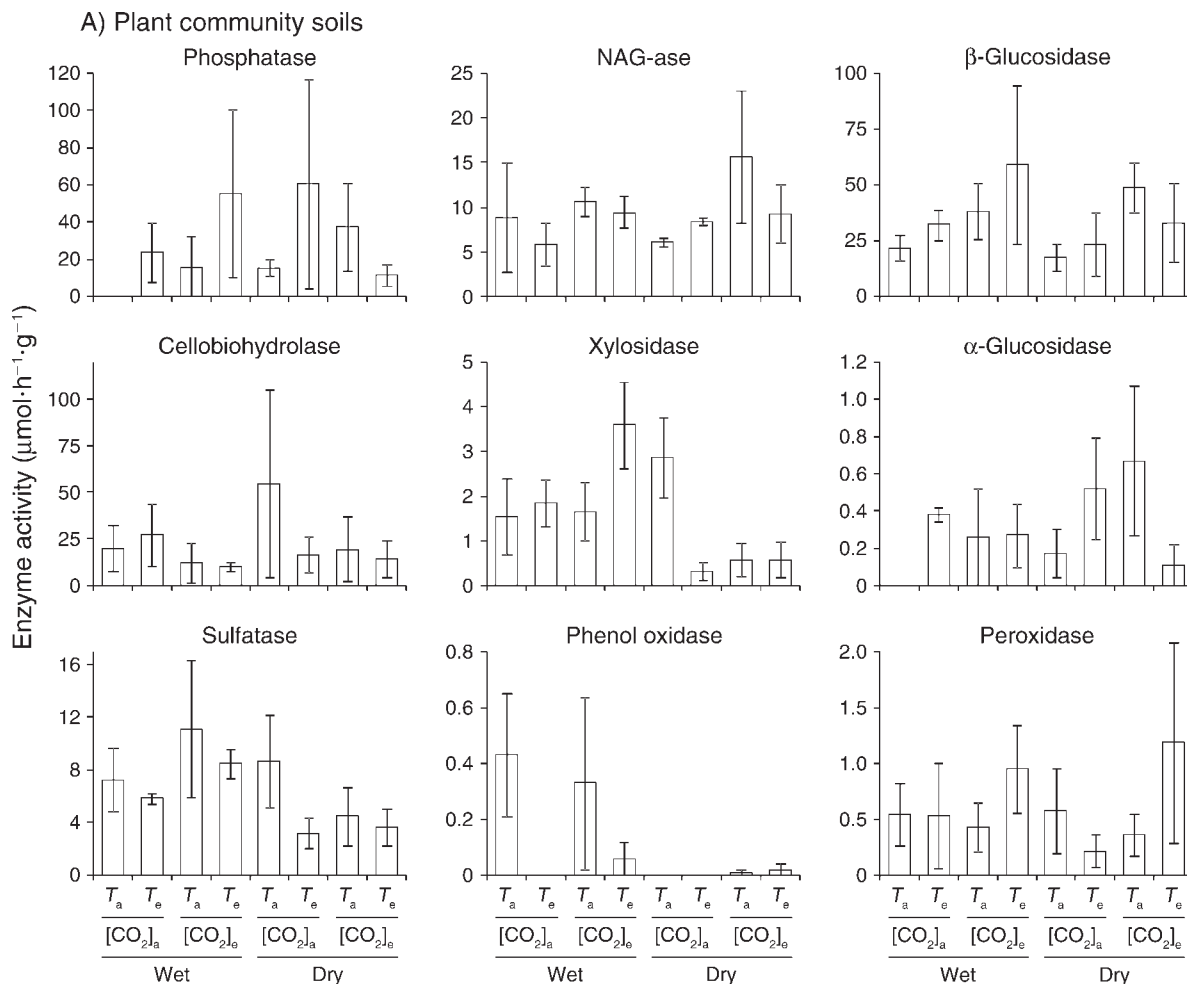 A) Plant community soils
Phosphatase NAG-ase β-Glucosidase
120 100 80 60 40 20 0
25 20 15 10 5 0
100 75 50 25 0
Enzyme activity (μmol·h⁻¹·g⁻¹)
Cellobiohydrolase Xylosidase α-Glucosidase
100 75 50 25 0
5 4 3 2 1 0
1.2 1.0 0.8 0.6 0.4 0.2 0
Sulfatase Phenol oxidase Peroxidase
16 12 8 4 0
0.8 0.6 0.4 0.2 0
2.0 1.5 1.0 0.5 0
Tₐ Tₑ Tₐ Tₑ Tₐ Tₑ Tₐ Tₑ Tₐ Tₑ Tₐ Tₑ Tₐ Tₑ Tₐ Tₑ Tₐ Tₑ Tₐ Tₑ Tₐ Tₑ Tₐ Tₑ
[CO₂]ₐ [CO₂]ₑ [CO₂]ₐ [CO₂]ₑ [CO₂]ₐ [CO₂]ₑ [CO₂]ₐ [CO₂]ₑ [CO₂]ₐ [CO₂]ₑ [CO₂]ₐ [CO₂]ₑ
Wet Dry Wet Dry Wet Dry